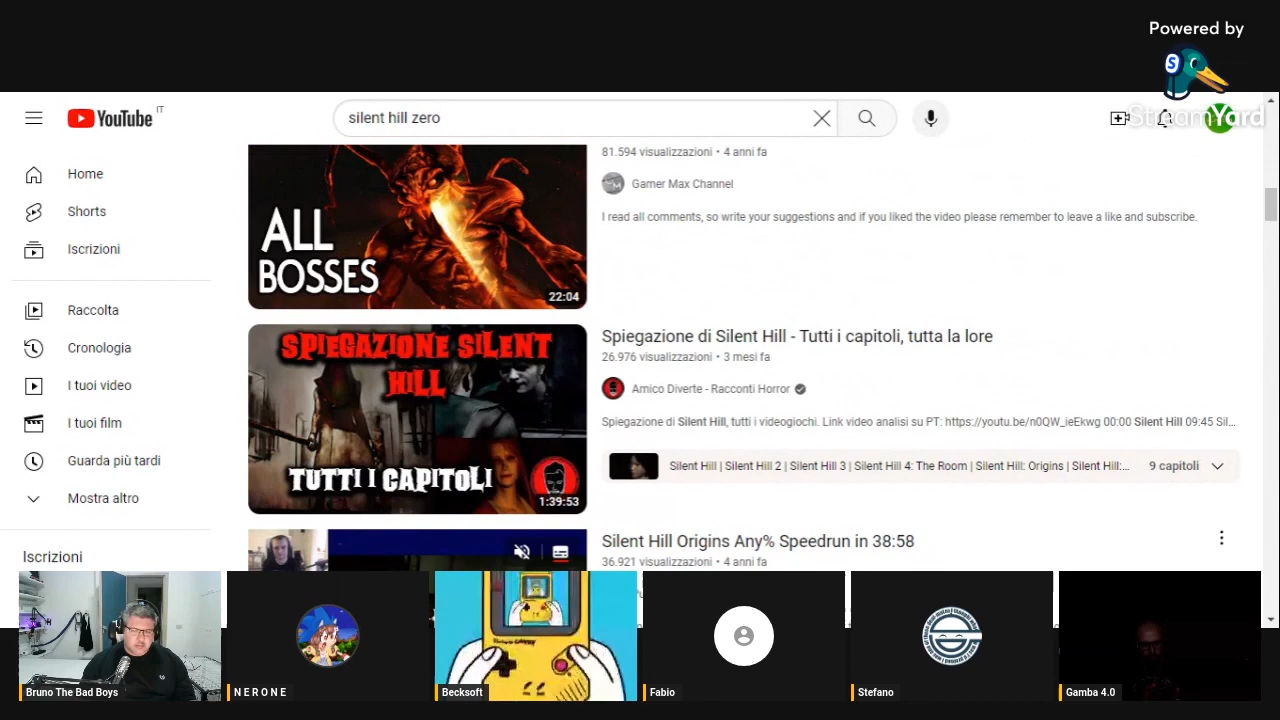 Powered by
StreamYard
YouTube
IT
silent hill zero
Home
Shorts
Iscrizioni
Raccolta
Cronologia
I tuoi video
I tuoi film
Guarda più tardi
Mostra altro
Iscrizioni
81.594 visualizzazioni • 4 anni fa
Gamer Max Channel
I read all comments, so write your suggestions and if you liked the video please remember to leave a like and subscribe.
ALL
BOSSES
22:04
Spiegazione di Silent Hill - Tutti i capitoli, tutta la lore
26.976 visualizzazioni • 3 mesi fa
Amico Diverte - Racconti Horror
Spiegazione di Silent Hill, tutti i videogiochi. Link video analisi su PT: https://youtu.be/n0QW_ieEkwg 00:00 Silent Hill 09:45 Sil...
Silent Hill | Silent Hill 2 | Silent Hill 3 | Silent Hill 4: The Room | Silent Hill: Origins | Silent Hill:...
9 capitoli
SPIEGAZIONE SILENT
HILL
TUTTI I CAPITOLI
1:39:53
Silent Hill Origins Any% Speedrun in 38:58
36.921 visualizzazioni • 4 anni fa
Bruno The Bad Boys
N E R O N E
Becksoft
Fabio
Stefano
Gamba 4.0